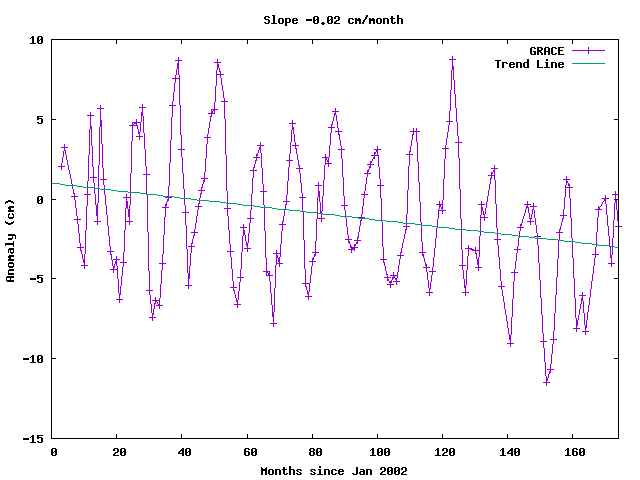 Slope -0.02 cm/month
GRACE
Trend Line
10
5
0
-5
-10
-15
Anomaly (cm)
0 20 40 60 80 100 120 140 160
Months since Jan 2002